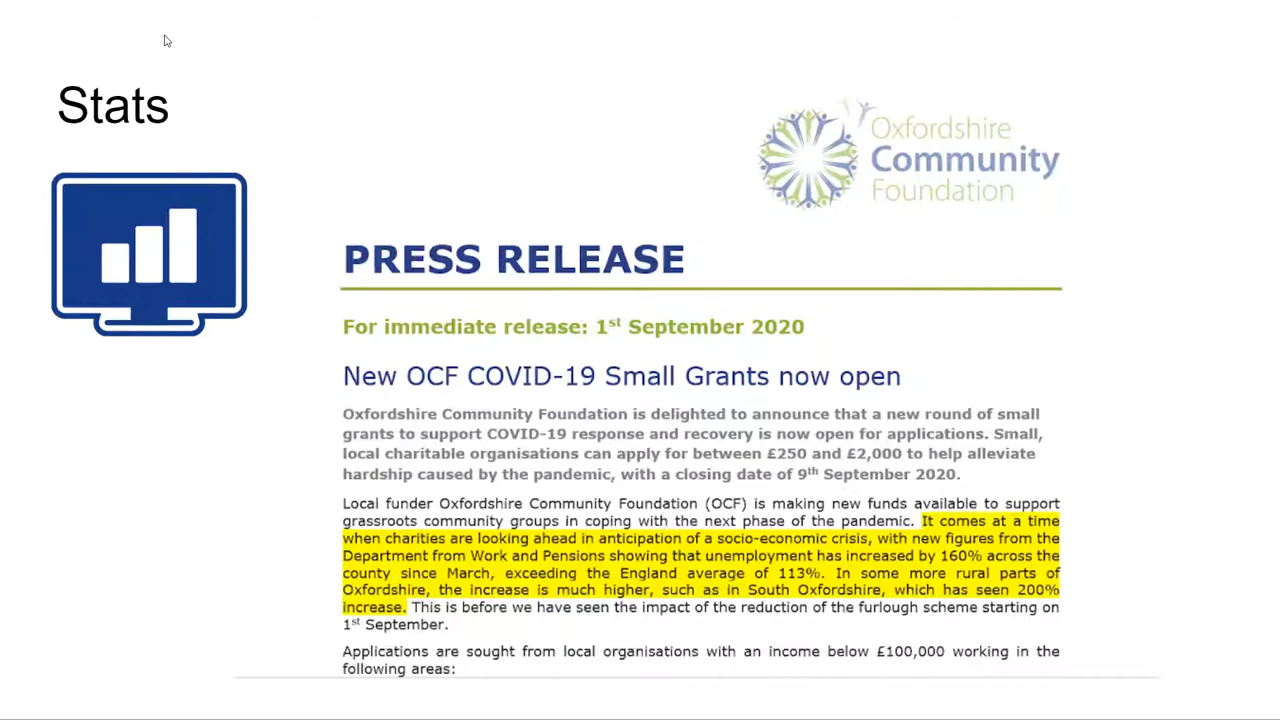 Stats
Oxfordshire
Community
Foundation
PRESS RELEASE
For immediate release: 1st September 2020
New OCF COVID-19 Small Grants now open
Oxfordshire Community Foundation is delighted to announce that a new round of small
grants to support COVID-19 response and recovery is now open for applications. Small,
local charitable organisations can apply for between £250 and £2,000 to help alleviate
hardship caused by the pandemic, with a closing date of 9th September 2020.
Local funder Oxfordshire Community Foundation (OCF) is making new funds available to support
grassroots community groups in coping with the next phase of the pandemic. It comes at a time
when charities are looking ahead in anticipation of a socio-economic crisis, with new figures from the
Department from Work and Pensions showing that unemployment has increased by 160% across the
county since March, exceeding the England average of 113%. In some more rural parts of
Oxfordshire, the increase is much higher, such as in South Oxfordshire, which has seen 200%
increase. This is before we have seen the impact of the reduction of the furlough scheme starting on
1st September.
Applications are sought from local organisations with an income below £100,000 working in the
following areas: